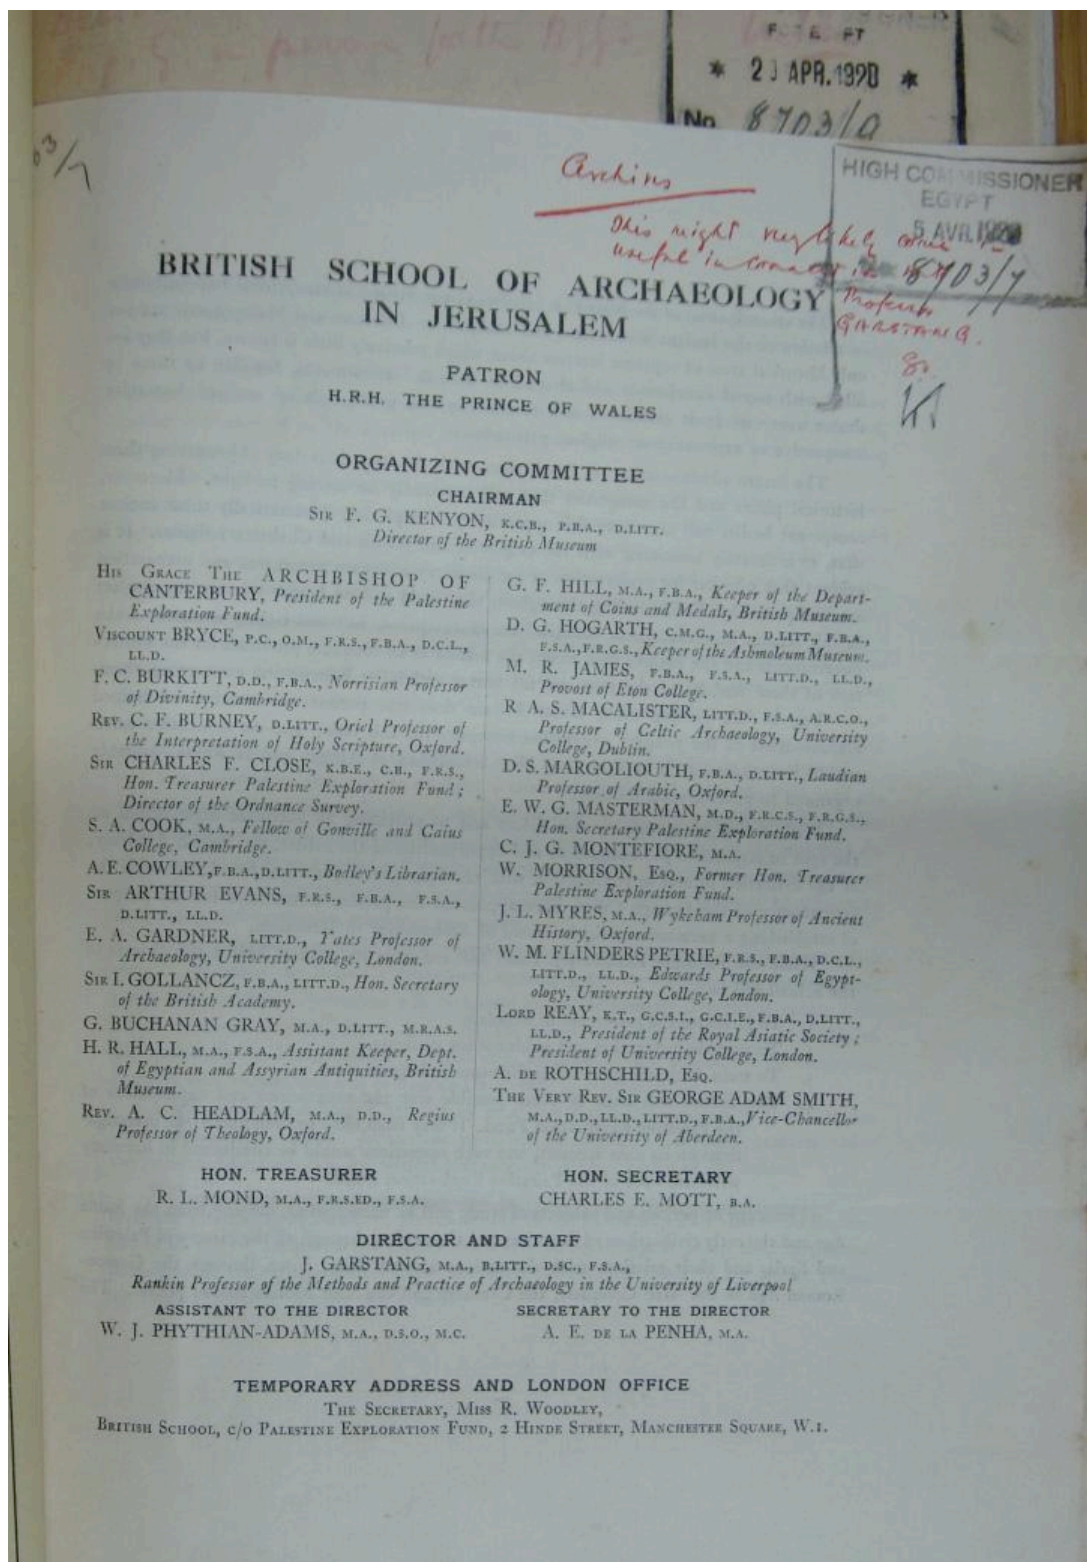 * 2 APR. 1920 *
No 8703/a
63/7
Archives
HIGH COMMISSIONER
EGYPT
5 AVR 1920
This might very likely come in
useful in connection with
8703/7
Professor
GARSTANG.
BRITISH SCHOOL OF ARCHAEOLOGY
IN JERUSALEM
PATRON
H.R.H. THE PRINCE OF WALES
ORGANIZING COMMITTEE
CHAIRMAN
SIR F. G. KENYON, K.C.B., P.B.A., D.LITT.
Director of the British Museum
HIS GRACE THE ARCHBISHOP OF
CANTERBURY, President of the Palestine
Exploration Fund.
VISCOUNT BRYCE, P.C., O.M., F.R.S., F.B.A., D.C.L.,
LL.D.
F. C. BURKITT, D.D., F.B.A., Norrisian Professor
of Divinity, Cambridge.
REV. C. F. BURNEY, D.LITT., Oriel Professor of
the Interpretation of Holy Scripture, Oxford.
SIR CHARLES F. CLOSE, K.B.E., C.B., F.R.S.,
Hon. Treasurer Palestine Exploration Fund;
Director of the Ordnance Survey.
S. A. COOK, M.A., Fellow of Gonville and Caius
College, Cambridge.
A. E. COWLEY, F.B.A., D.LITT., Bodley's Librarian.
SIR ARTHUR EVANS, F.R.S., F.B.A., F.S.A.,
D.LITT., LL.D.
E. A. GARDNER, LITT.D., Yates Professor of
Archaeology, University College, London.
SIR I. GOLLANCZ, F.B.A., LITT.D., Hon. Secretary
of the British Academy.
G. BUCHANAN GRAY, M.A., D.LITT., M.R.A.S.
H. R. HALL, M.A., F.S.A., Assistant Keeper, Dept.
of Egyptian and Assyrian Antiquities, British
Museum.
REV. A. C. HEADLAM, M.A., D.D., Regius
Professor of Theology, Oxford.
G. F. HILL, M.A., F.B.A., Keeper of the Depart-
ment of Coins and Medals, British Museum.
D. G. HOGARTH, C.M.G., M.A., D.LITT., F.B.A.,
F.S.A., F.R.G.S., Keeper of the Ashmoleum Museum.
M. R. JAMES, F.B.A., F.S.A., LITT.D., LL.D.,
Provost of Eton College.
R A. S. MACALISTER, LITT.D., F.S.A., A.R.C.O.,
Professor of Celtic Archaeology, University
College, Dublin.
D. S. MARGOLIOUTH, F.B.A., D.LITT., Laudian
Professor of Arabic, Oxford.
E. W. G. MASTERMAN, M.D., F.R.C.S., F.R.G.S.,
Hon. Secretary Palestine Exploration Fund.
C. J. G. MONTEFIORE, M.A.
W. MORRISON, ESQ., Former Hon. Treasurer
Palestine Exploration Fund.
J. L. MYRES, M.A., Wykeham Professor of Ancient
History, Oxford.
W. M. FLINDERS PETRIE, F.R.S., F.B.A., D.C.L.,
LITT.D., LL.D., Edwards Professor of Egypt-
ology, University College, London.
LORD REAY, K.T., G.C.S.I., G.C.I.E., F.B.A., D.LITT.,
LL.D., President of the Royal Asiatic Society;
President of University College, London.
A. DE ROTHSCHILD, ESQ.
THE VERY REV. SIR GEORGE ADAM SMITH,
M.A., D.D., LL.D., LITT.D., F.B.A., Vice-Chancellor
of the University of Aberdeen.
HON. TREASURER
R. L. MOND, M.A., F.R.S.ED., F.S.A.
HON. SECRETARY
CHARLES E. MOTT, B.A.
DIRECTOR AND STAFF
J. GARSTANG, M.A., B.LITT., D.SC., F.S.A.,
Rankin Professor of the Methods and Practice of Archaeology in the University of Liverpool
ASSISTANT TO THE DIRECTOR
W. J. PHYTHIAN-ADAMS, M.A., D.S.O., M.C.
SECRETARY TO THE DIRECTOR
A. E. DE LA PENHA, M.A.
TEMPORARY ADDRESS AND LONDON OFFICE
THE SECRETARY, MISS R. WOODLEY,
BRITISH SCHOOL, C/O PALESTINE EXPLORATION FUND, 2 HINDE STREET, MANCHESTER SQUARE, W.1.